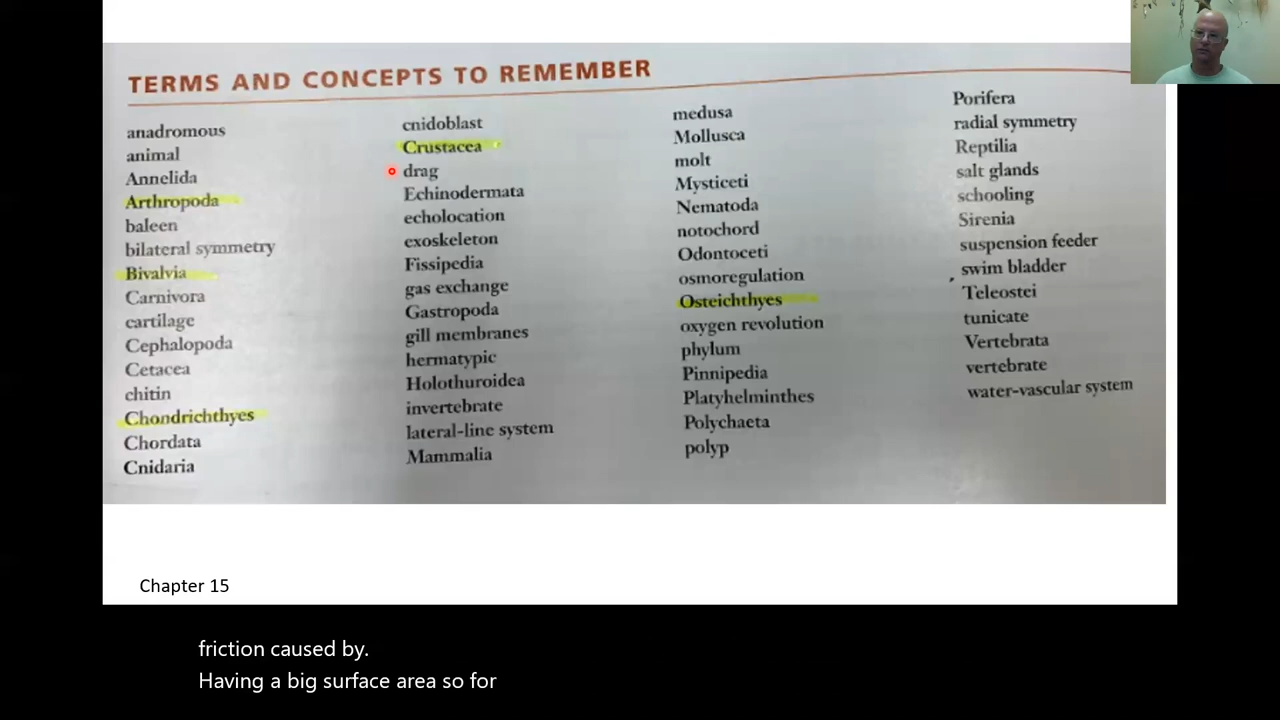 TERMS AND CONCEPTS TO REMEMBER
anadromous
animal
Annelida
Arthropoda
baleen
bilateral symmetry
Bivalvia
Carnivora
cartilage
Cephalopoda
Cetacea
chitin
Chondrichthyes
Chordata
Cnidaria
cnidoblast
Crustacea
drag
Echinodermata
echolocation
exoskeleton
Fissipedia
gas exchange
Gastropoda
gill membranes
hermatypic
Holothuroidea
invertebrate
lateral-line system
Mammalia
medusa
Mollusca
molt
Mysticeti
Nematoda
notochord
Odontoceti
osmoregulation
Osteichthyes
oxygen revolution
phylum
Pinnipedia
Platyhelminthes
Polychaeta
polyp
Porifera
radial symmetry
Reptilia
salt glands
schooling
Sirenia
suspension feeder
swim bladder
Teleostei
tunicate
Vertebrata
vertebrate
water-vascular system
Chapter 15
friction caused by.
Having a big surface area so for